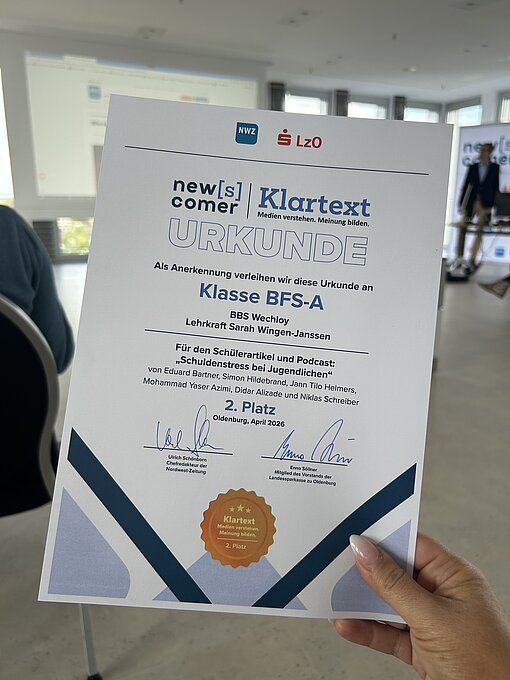 NWZ
LzO
new[s]
comer
Klartext
Medien verstehen. Meinung bilden.
URKUNDE
Als Anerkennung verleihen wir diese Urkunde an
Klasse BFS-A
BBS Wechloy
Lehrkraft Sarah Wingen-Janssen
Für den Schülerartikel und Podcast:
„Schuldenstress bei Jugendlichen“
von Eduard Bartner, Simon Hildebrand, Jann Tilo Helmers,
Mohammad Yaser Azimi, Didar Alizade und Niklas Schreiber
2. Platz
Oldenburg, April 2026
Ulrich Schönborn
Chefredakteur der
Nordwest-Zeitung
Enno Söllner
Mitglied des Vorstands der
Landessparkasse zu Oldenburg
Klartext
Medien verstehen.
Meinung bilden.
2. Platz
new[s]
comer